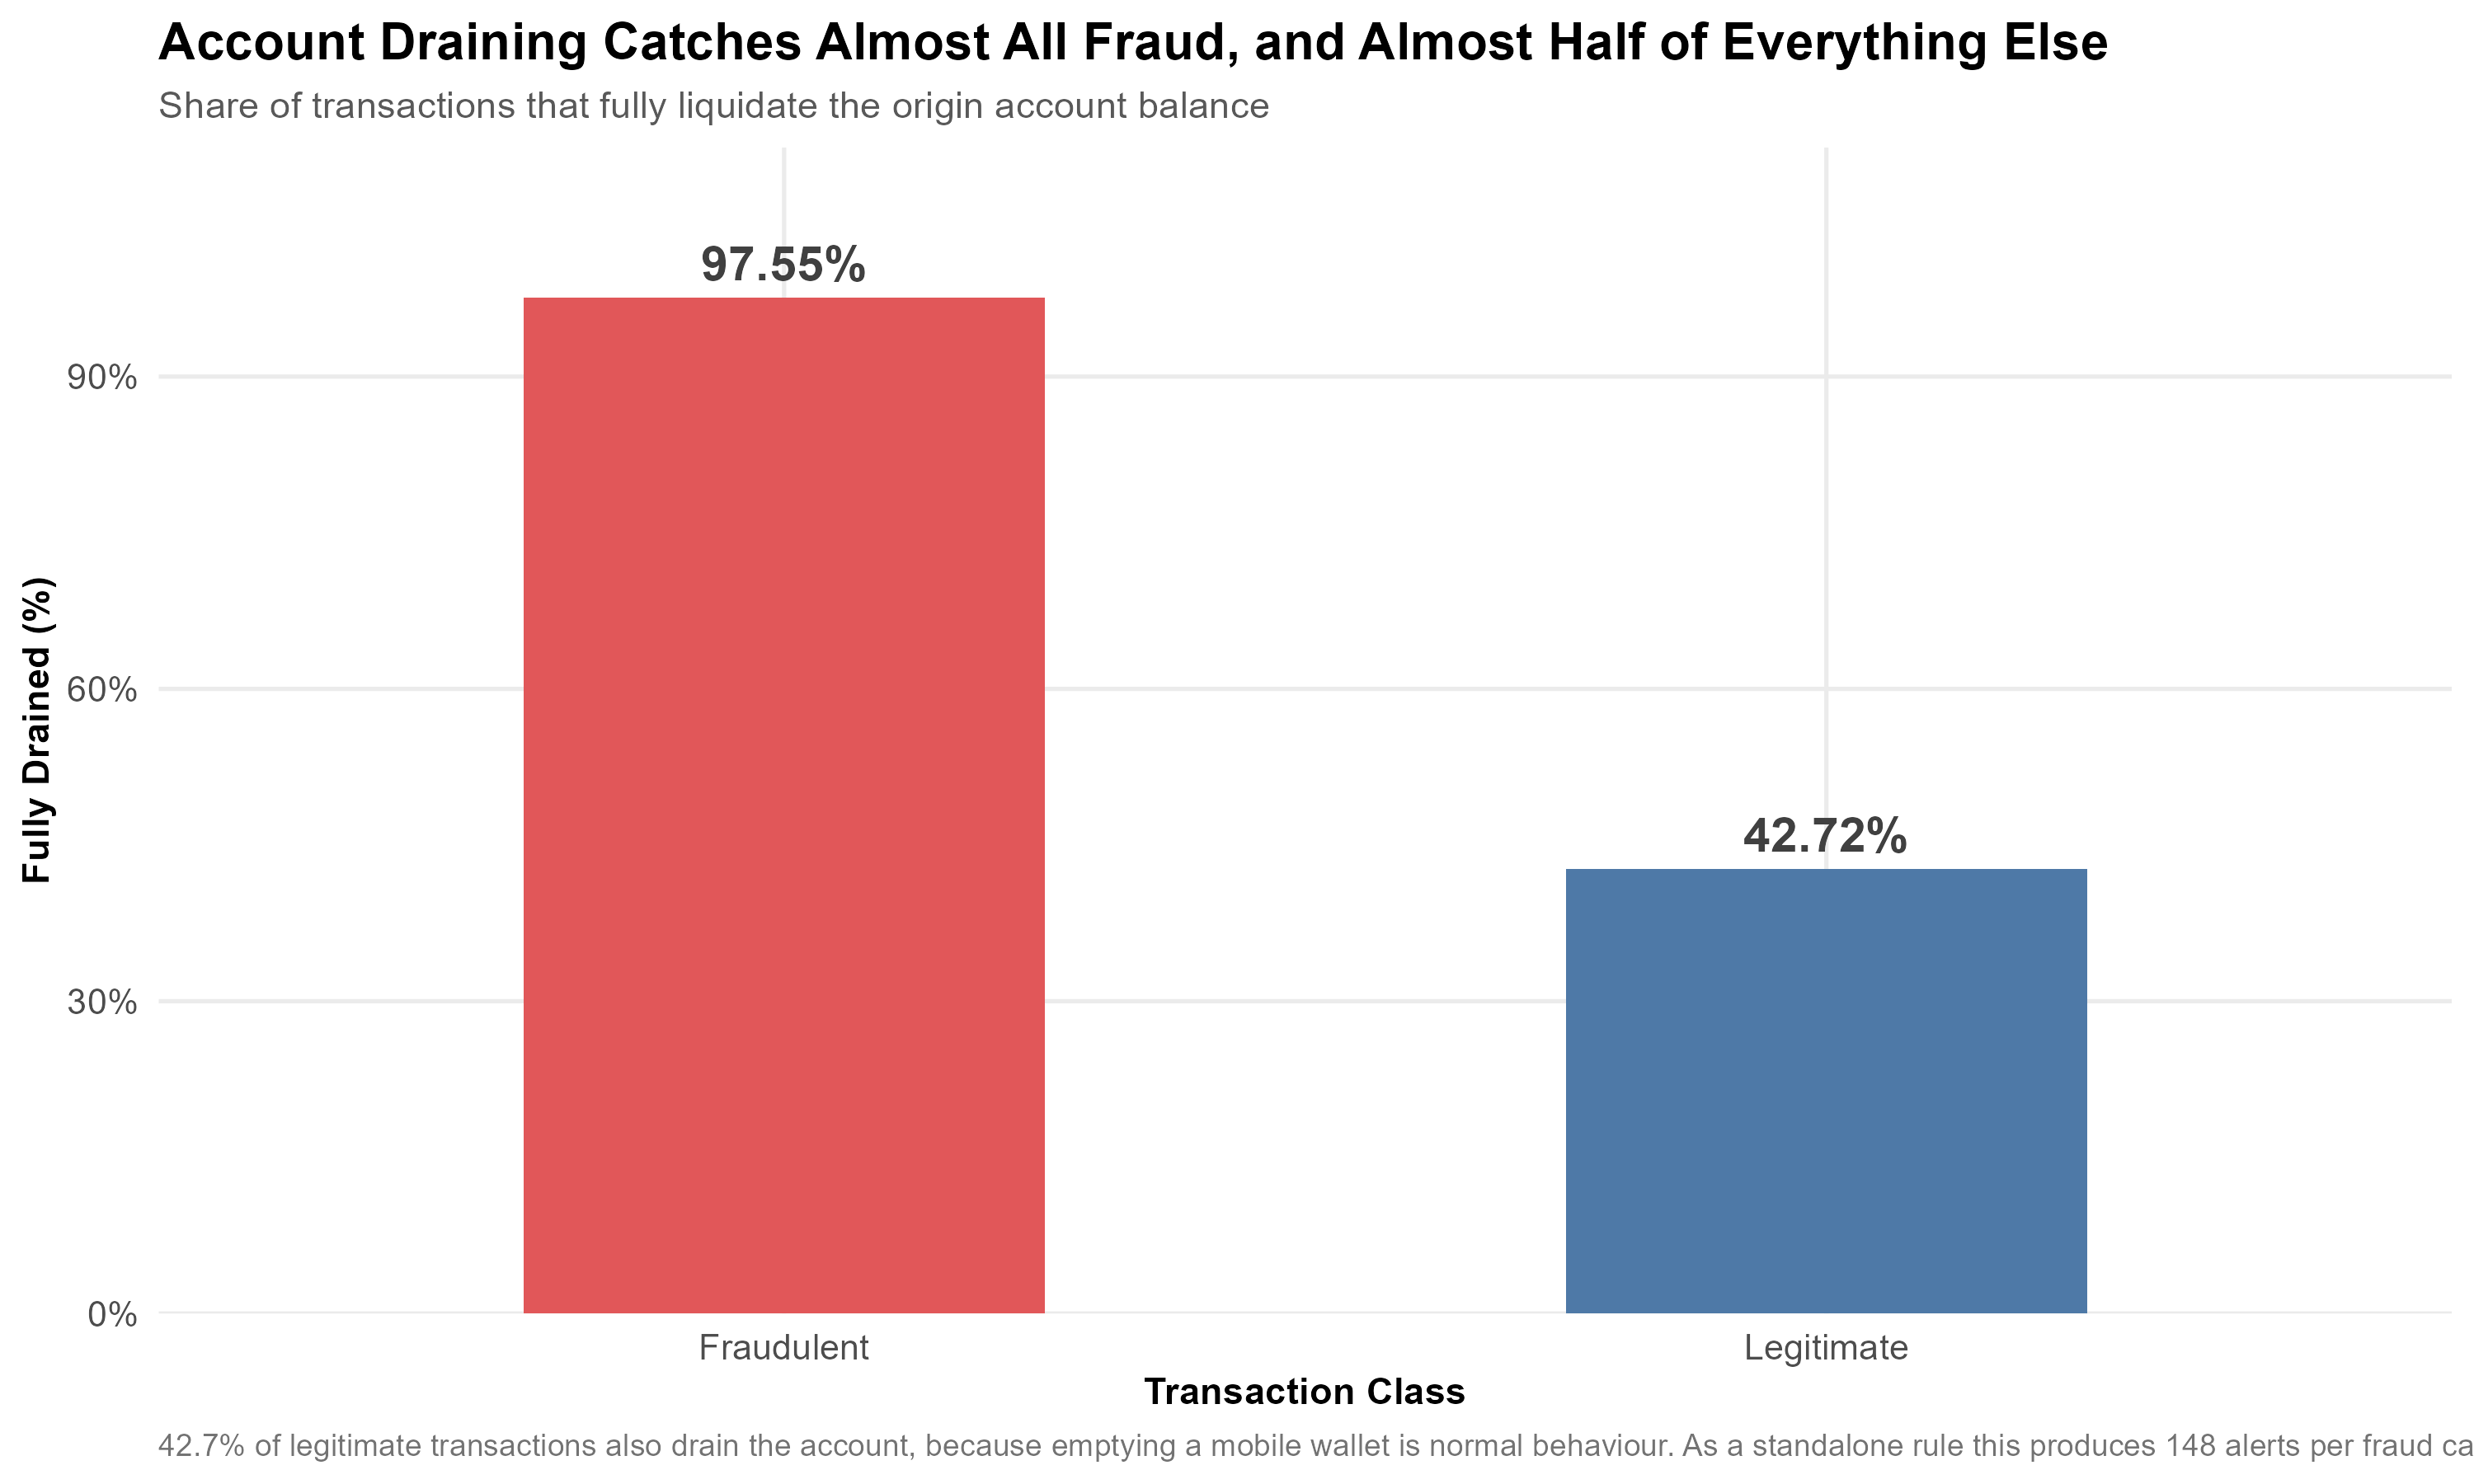 Account Draining Catches Almost All Fraud, and Almost Half of Everything Else
Share of transactions that fully liquidate the origin account balance
97.55%
90%
42.72%
60%
30%
0%
Fully Drained (%)
Fraudulent
Legitimate
Transaction Class
42.7% of legitimate transactions also drain the account, because emptying a mobile wallet is normal behaviour. As a standalone rule this produces 148 alerts per fraud ca